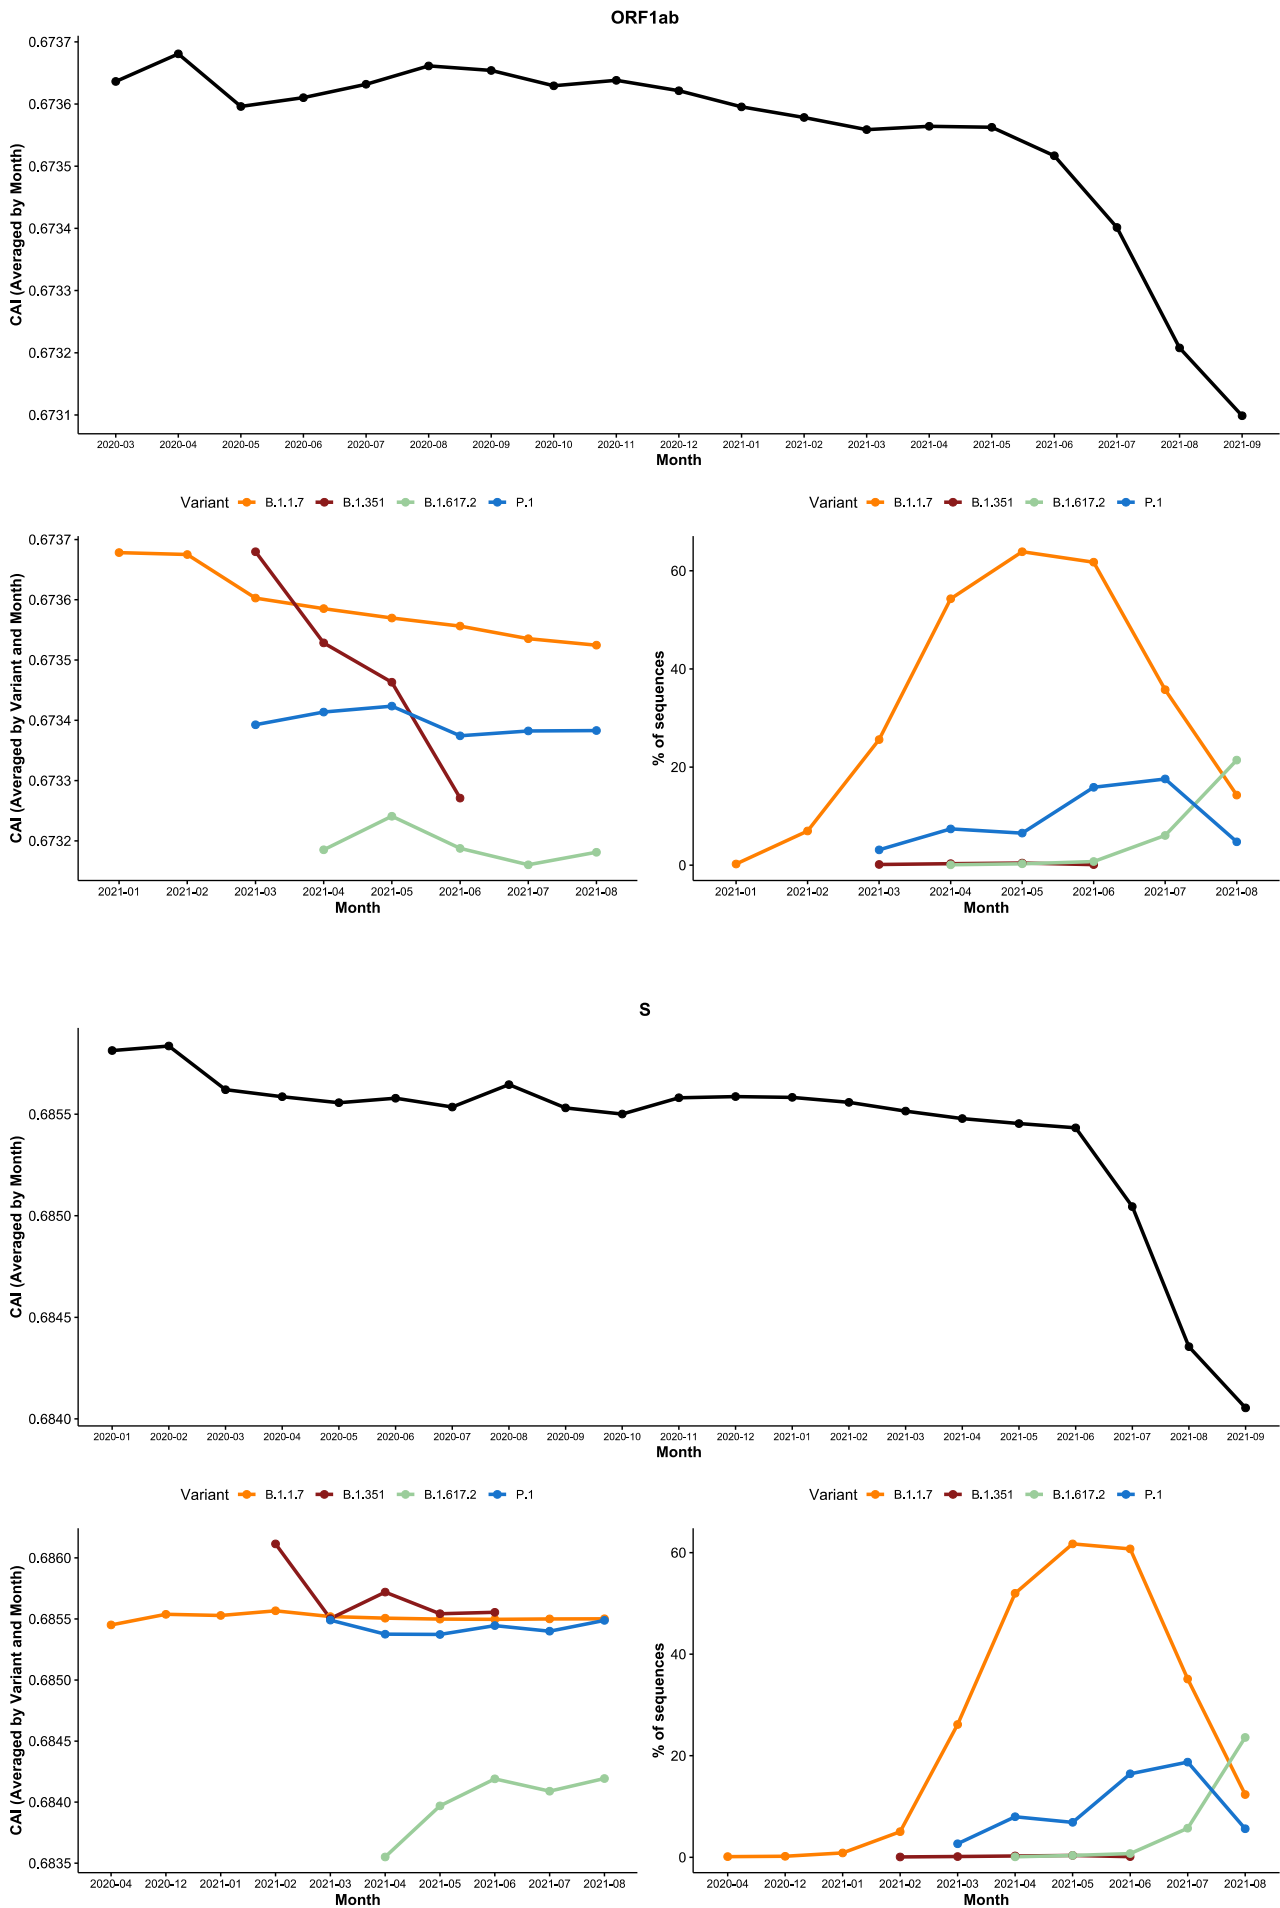 ORF1ab
CAI (Averaged by Month)
0.6737
0.6736
0.6735
0.6734
0.6733
0.6732
0.6731
2020-03 2020-04 2020-05 2020-06 2020-07 2020-08 2020-09 2020-10 2020-11 2020-12 2021-01 2021-02 2021-03 2021-04 2021-05 2021-06 2021-07 2021-08 2021-09
Month
Variant B.1.1.7 B.1.351 B.1.617.2 P.1
CAI (Averaged by Variant and Month)
0.6737
0.6736
0.6735
0.6734
0.6733
0.6732
2021-01 2021-02 2021-03 2021-04 2021-05 2021-06 2021-07 2021-08
Month
Variant B.1.1.7 B.1.351 B.1.617.2 P.1
% of sequences
60
40
20
0
2021-01 2021-02 2021-03 2021-04 2021-05 2021-06 2021-07 2021-08
Month
S
CAI (Averaged by Month)
0.6855
0.6850
0.6845
0.6840
2020-01 2020-02 2020-03 2020-04 2020-05 2020-06 2020-07 2020-08 2020-09 2020-10 2020-11 2020-12 2021-01 2021-02 2021-03 2021-04 2021-05 2021-06 2021-07 2021-08 2021-09
Month
Variant B.1.1.7 B.1.351 B.1.617.2 P.1
CAI (Averaged by Variant and Month)
0.6860
0.6855
0.6850
0.6845
0.6840
0.6835
2020-04 2020-12 2021-01 2021-02 2021-03 2021-04 2021-05 2021-06 2021-07 2021-08
Month
Variant B.1.1.7 B.1.351 B.1.617.2 P.1
% of sequences
60
40
20
0
2020-04 2020-12 2021-01 2021-02 2021-03 2021-04 2021-05 2021-06 2021-07 2021-08
Month